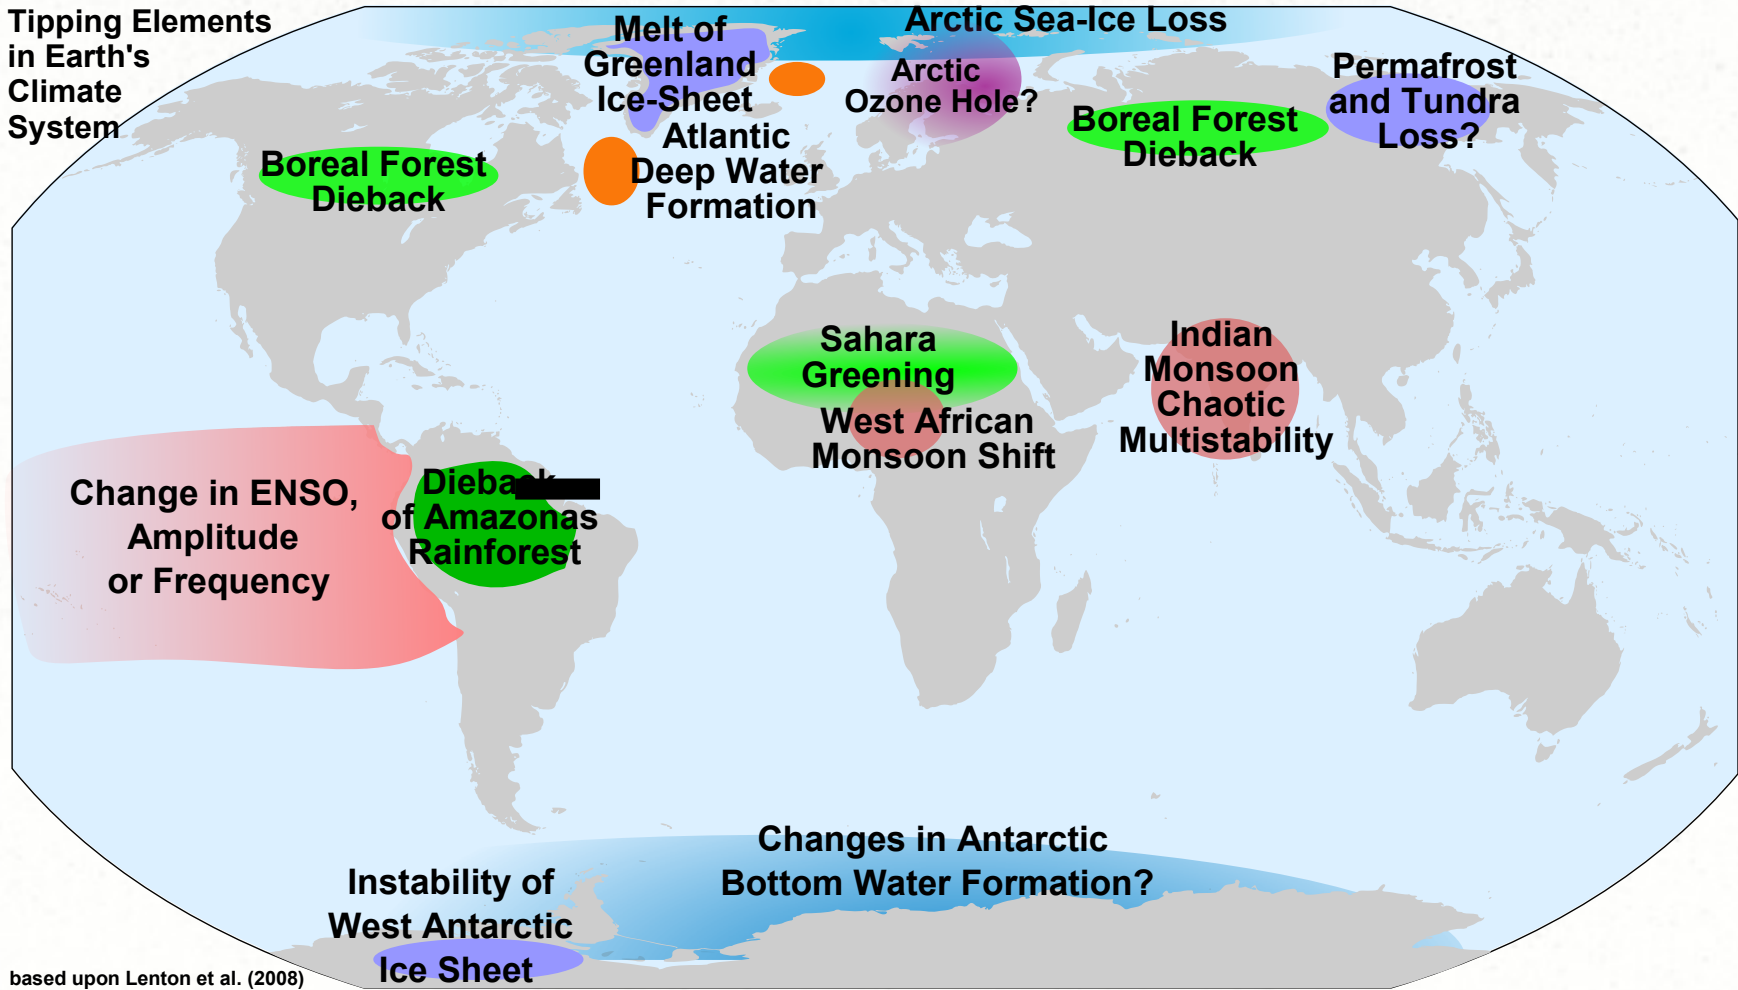 Tipping Elements
in Earth's
Climate
System
Arctic Sea-Ice Loss
Melt of
Greenland
Ice-Sheet
Arctic
Ozone Hole?
Permafrost
and Tundra
Loss?
Boreal Forest
Dieback
Atlantic
Deep Water
Formation
Boreal Forest
Dieback
Sahara
Greening
West African
Monsoon Shift
Indian
Monsoon
Chaotic
Multistability
Change in ENSO,
Amplitude
or Frequency
of Amazonas
Rainforest
Changes in Antarctic
Bottom Water Formation?
Instability of
West Antarctic
Ice Sheet
based upon Lenton et al. (2008)